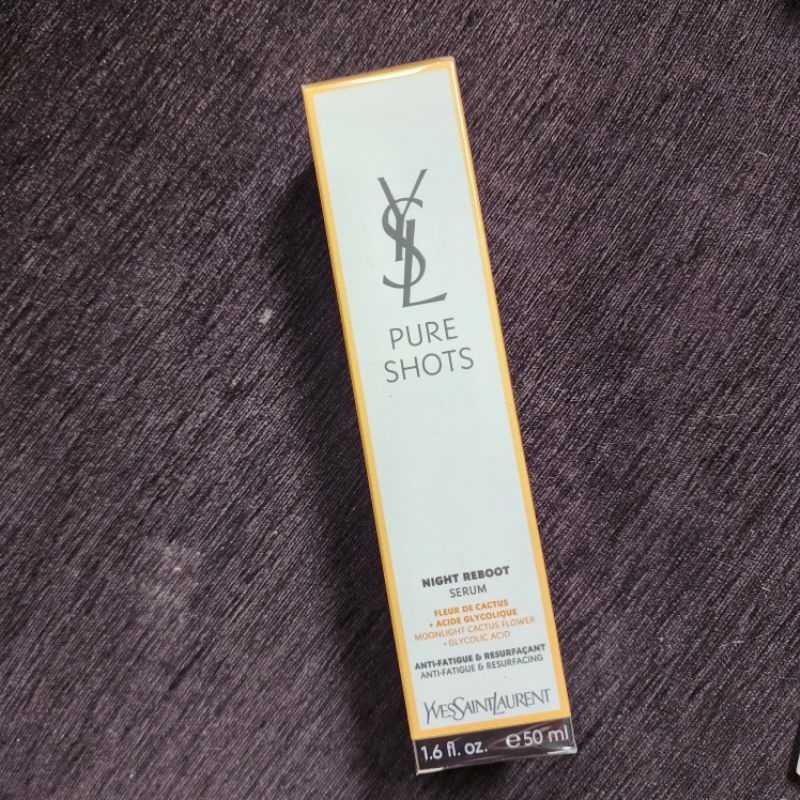 YSL
PURE
SHOTS
NIGHT REBOOT
SERUM
FLEUR DE CACTUS
+ ACIDE GLYCOLIQUE
MOONLIGHT CACTUS FLOWER
+ GLYCOLIC ACID
ANTI-FATIGUE & RESURFAÇANT
ANTI-FATIGUE & RESURFACING
YVESSAINTLAURENT
1.6 fl. oz. ℮50 ml